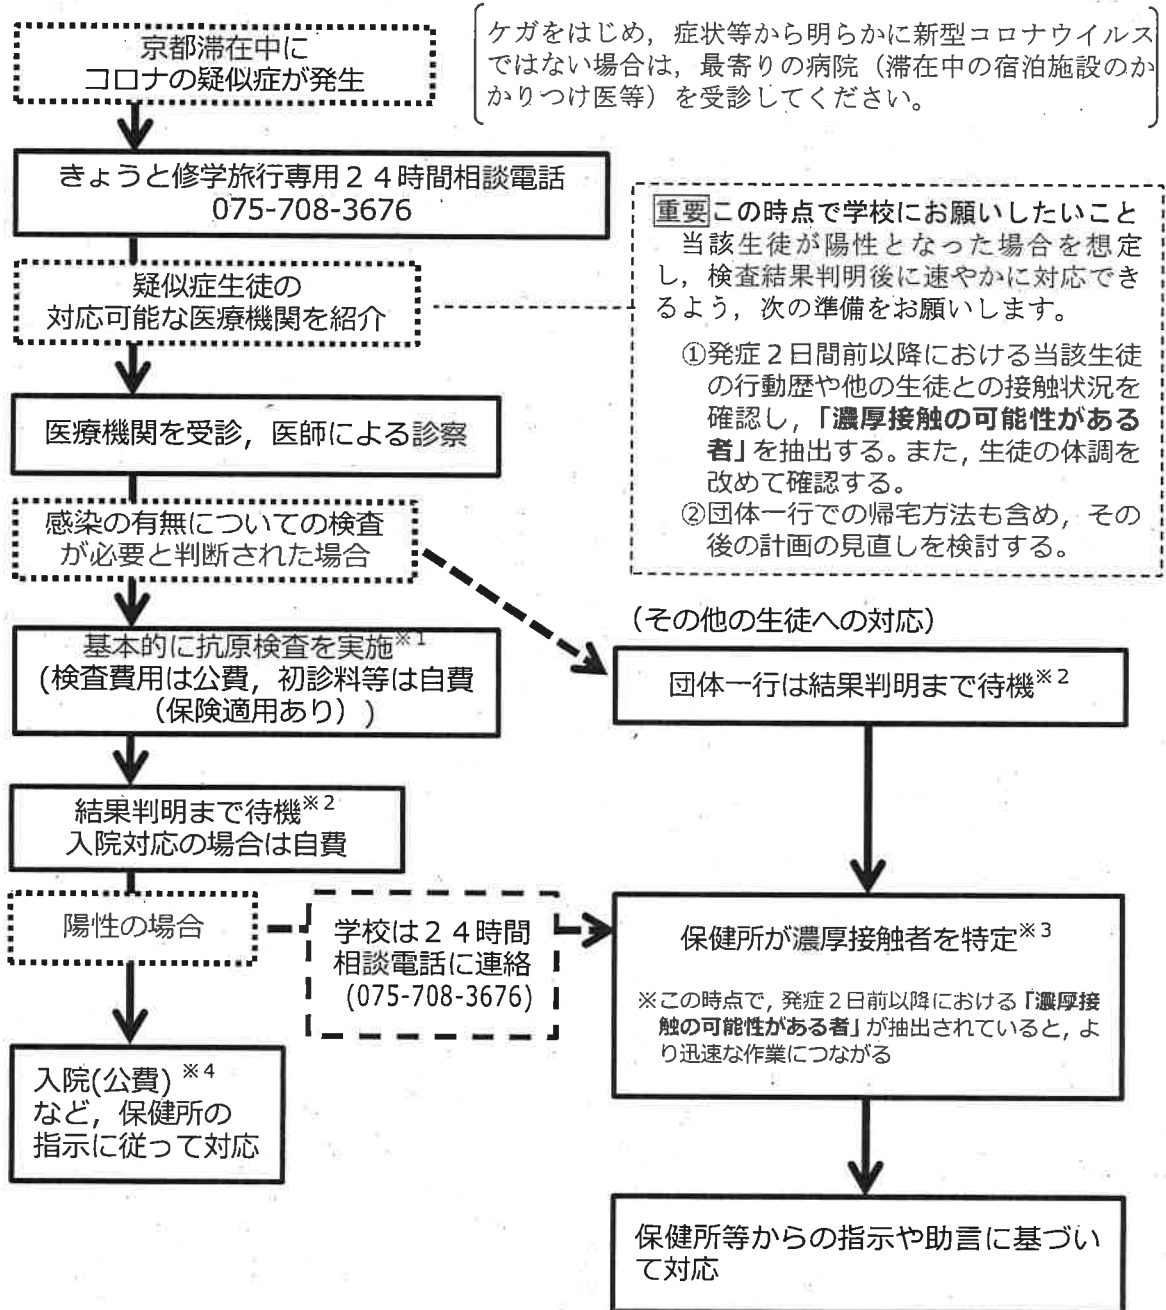 京都滞在中に
コロナの疑似症が発生
ケガをはじめ，症状等から明らかに新型コロナウイルス
ではない場合は，最寄りの病院（滞在中の宿泊施設のか
かりつけ医等）を受診してください。
きょうと修学旅行専用２４時間相談電話
075-708-3676
疑似症生徒の
対応可能な医療機関を紹介
重要この時点で学校にお願いしたいこと
当該生徒が陽性となった場合を想定
し，検査結果判明後に速やかに対応でき
るよう，次の準備をお願いします。
①発症２日間前以降における当該生徒
の行動歴や他の生徒との接触状況を
確認し，「濃厚接触の可能性がある
者」を抽出する。また，生徒の体調を
改めて確認する。
②団体一行での帰宅方法も含め，その
後の計画の見直しを検討する。
医療機関を受診，医師による診察
感染の有無についての検査
が必要と判断された場合
基本的に抗原検査を実施※1
(検査費用は公費，初診料等は自費
（保険適用あり）)
（その他の生徒への対応）
団体一行は結果判明まで待機※2
結果判明まで待機※2
入院対応の場合は自費
陽性の場合
学校は２４時間
相談電話に連絡
(075-708-3676)
保健所が濃厚接触者を特定※3
※この時点で，発症２日前以降における「濃厚接
触の可能性がある者」が抽出されていると，よ
り迅速な作業につながる
入院(公費)※4
など，保健所の
指示に従って対応
保健所等からの指示や助言に基づい
て対応